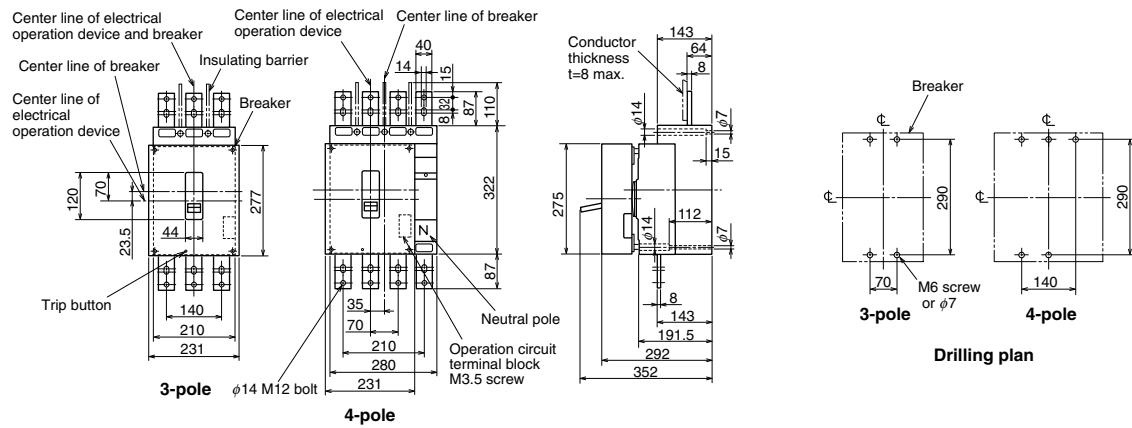 Center line of electrical
operation device and breaker
Center line of breaker
Center line of
electrical
operation device
Insulating barrier
Breaker
120
70
23.5
44
277
Trip button
140
210
231
3-pole
Center line of electrical
operation device
Center line of breaker
40
14
15
32
8
87
110
322
87
N
35
70
210
280
231
Neutral pole
Operation circuit
terminal block
M3.5 screw
φ14 M12 bolt
4-pole
Conductor
thickness
t=8 max.
143
64
8
φ14
φ7
15
275
112
φ14
φ7
8
143
191.5
292
352
Breaker
℄
℄
290
70
M6 screw
or φ7
3-pole
℄
290
140
4-pole
Drilling plan